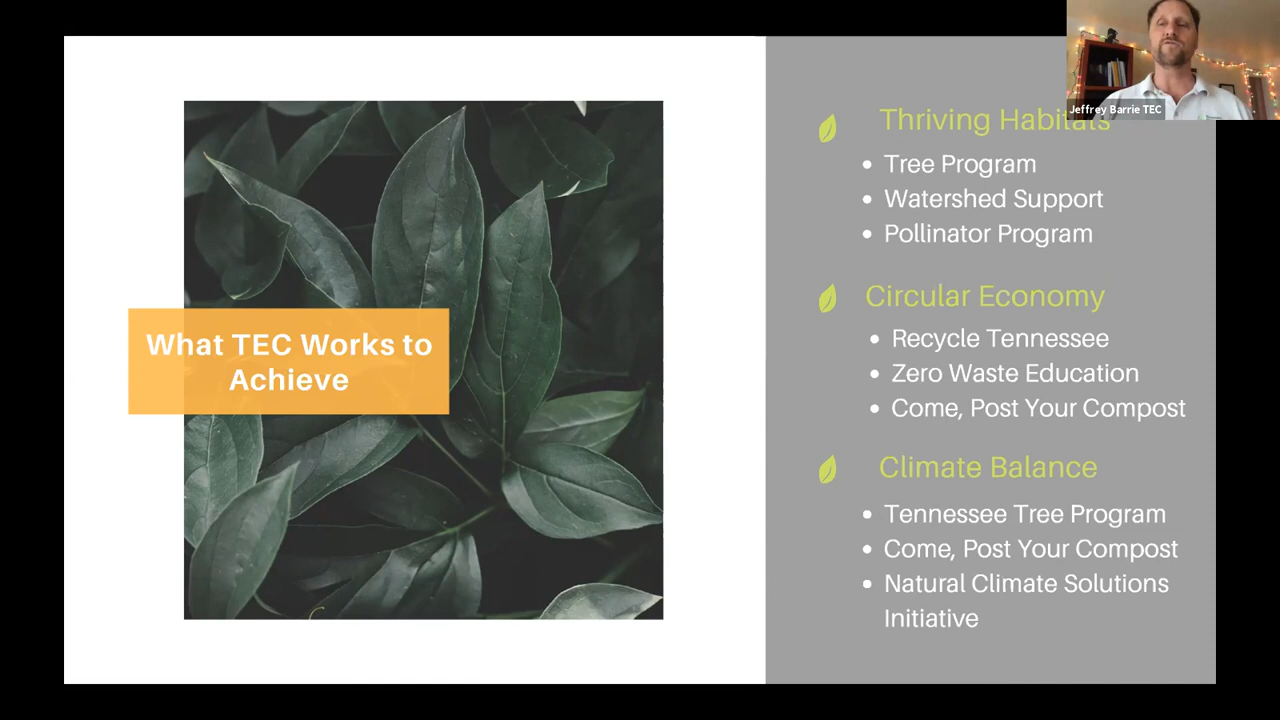 Jeffrey Barrie TEC
What TEC Works to
Achieve
Thriving Habitats
Tree Program
Watershed Support
Pollinator Program
Circular Economy
Recycle Tennessee
Zero Waste Education
Come, Post Your Compost
Climate Balance
Tennessee Tree Program
Come, Post Your Compost
Natural Climate Solutions
Initiative